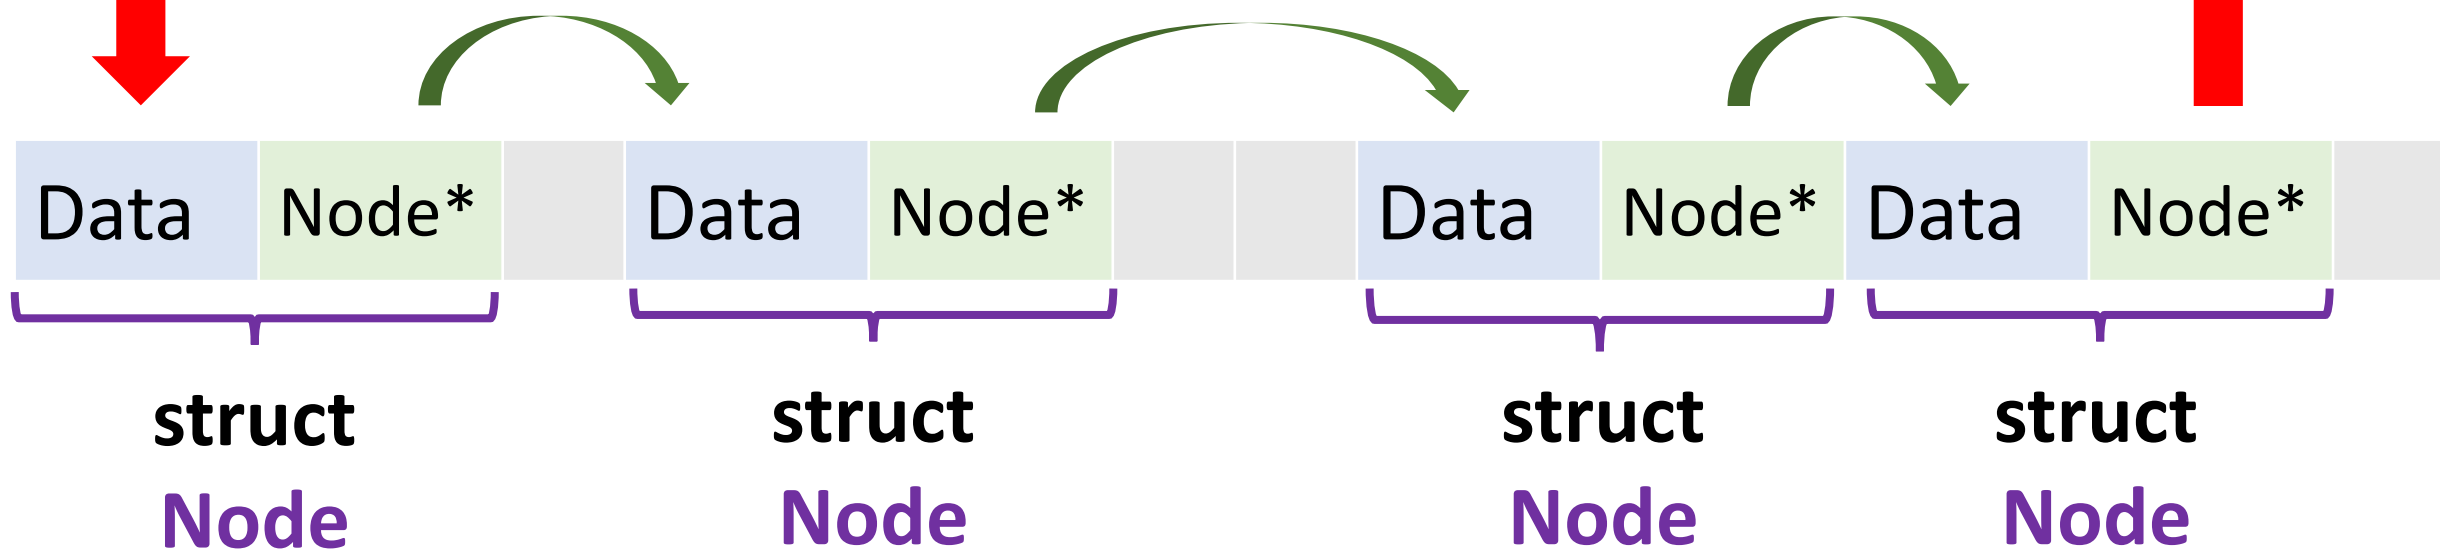 Data Node* Data Node* Data Node* Data Node*
struct struct struct struct
Node Node Node Node